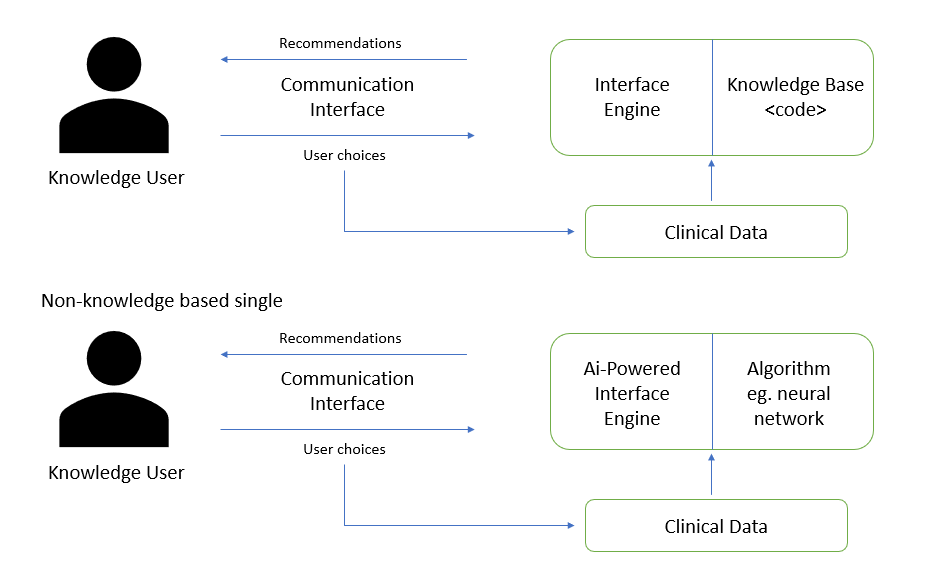 Recommendations
Communication
Interface
User choices
Knowledge User
Interface
Engine
Knowledge Base
<code>
Clinical Data
Non-knowledge based single
Recommendations
Communication
Interface
User choices
Knowledge User
Ai-Powered
Interface
Engine
Algorithm
eg. neural
network
Clinical Data